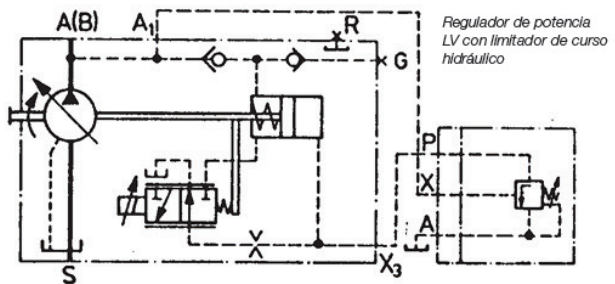 A(B)
A1
R
Regulador de potencia
LV con limitador de curso
hidráulico
G
P
X
A
X3
S